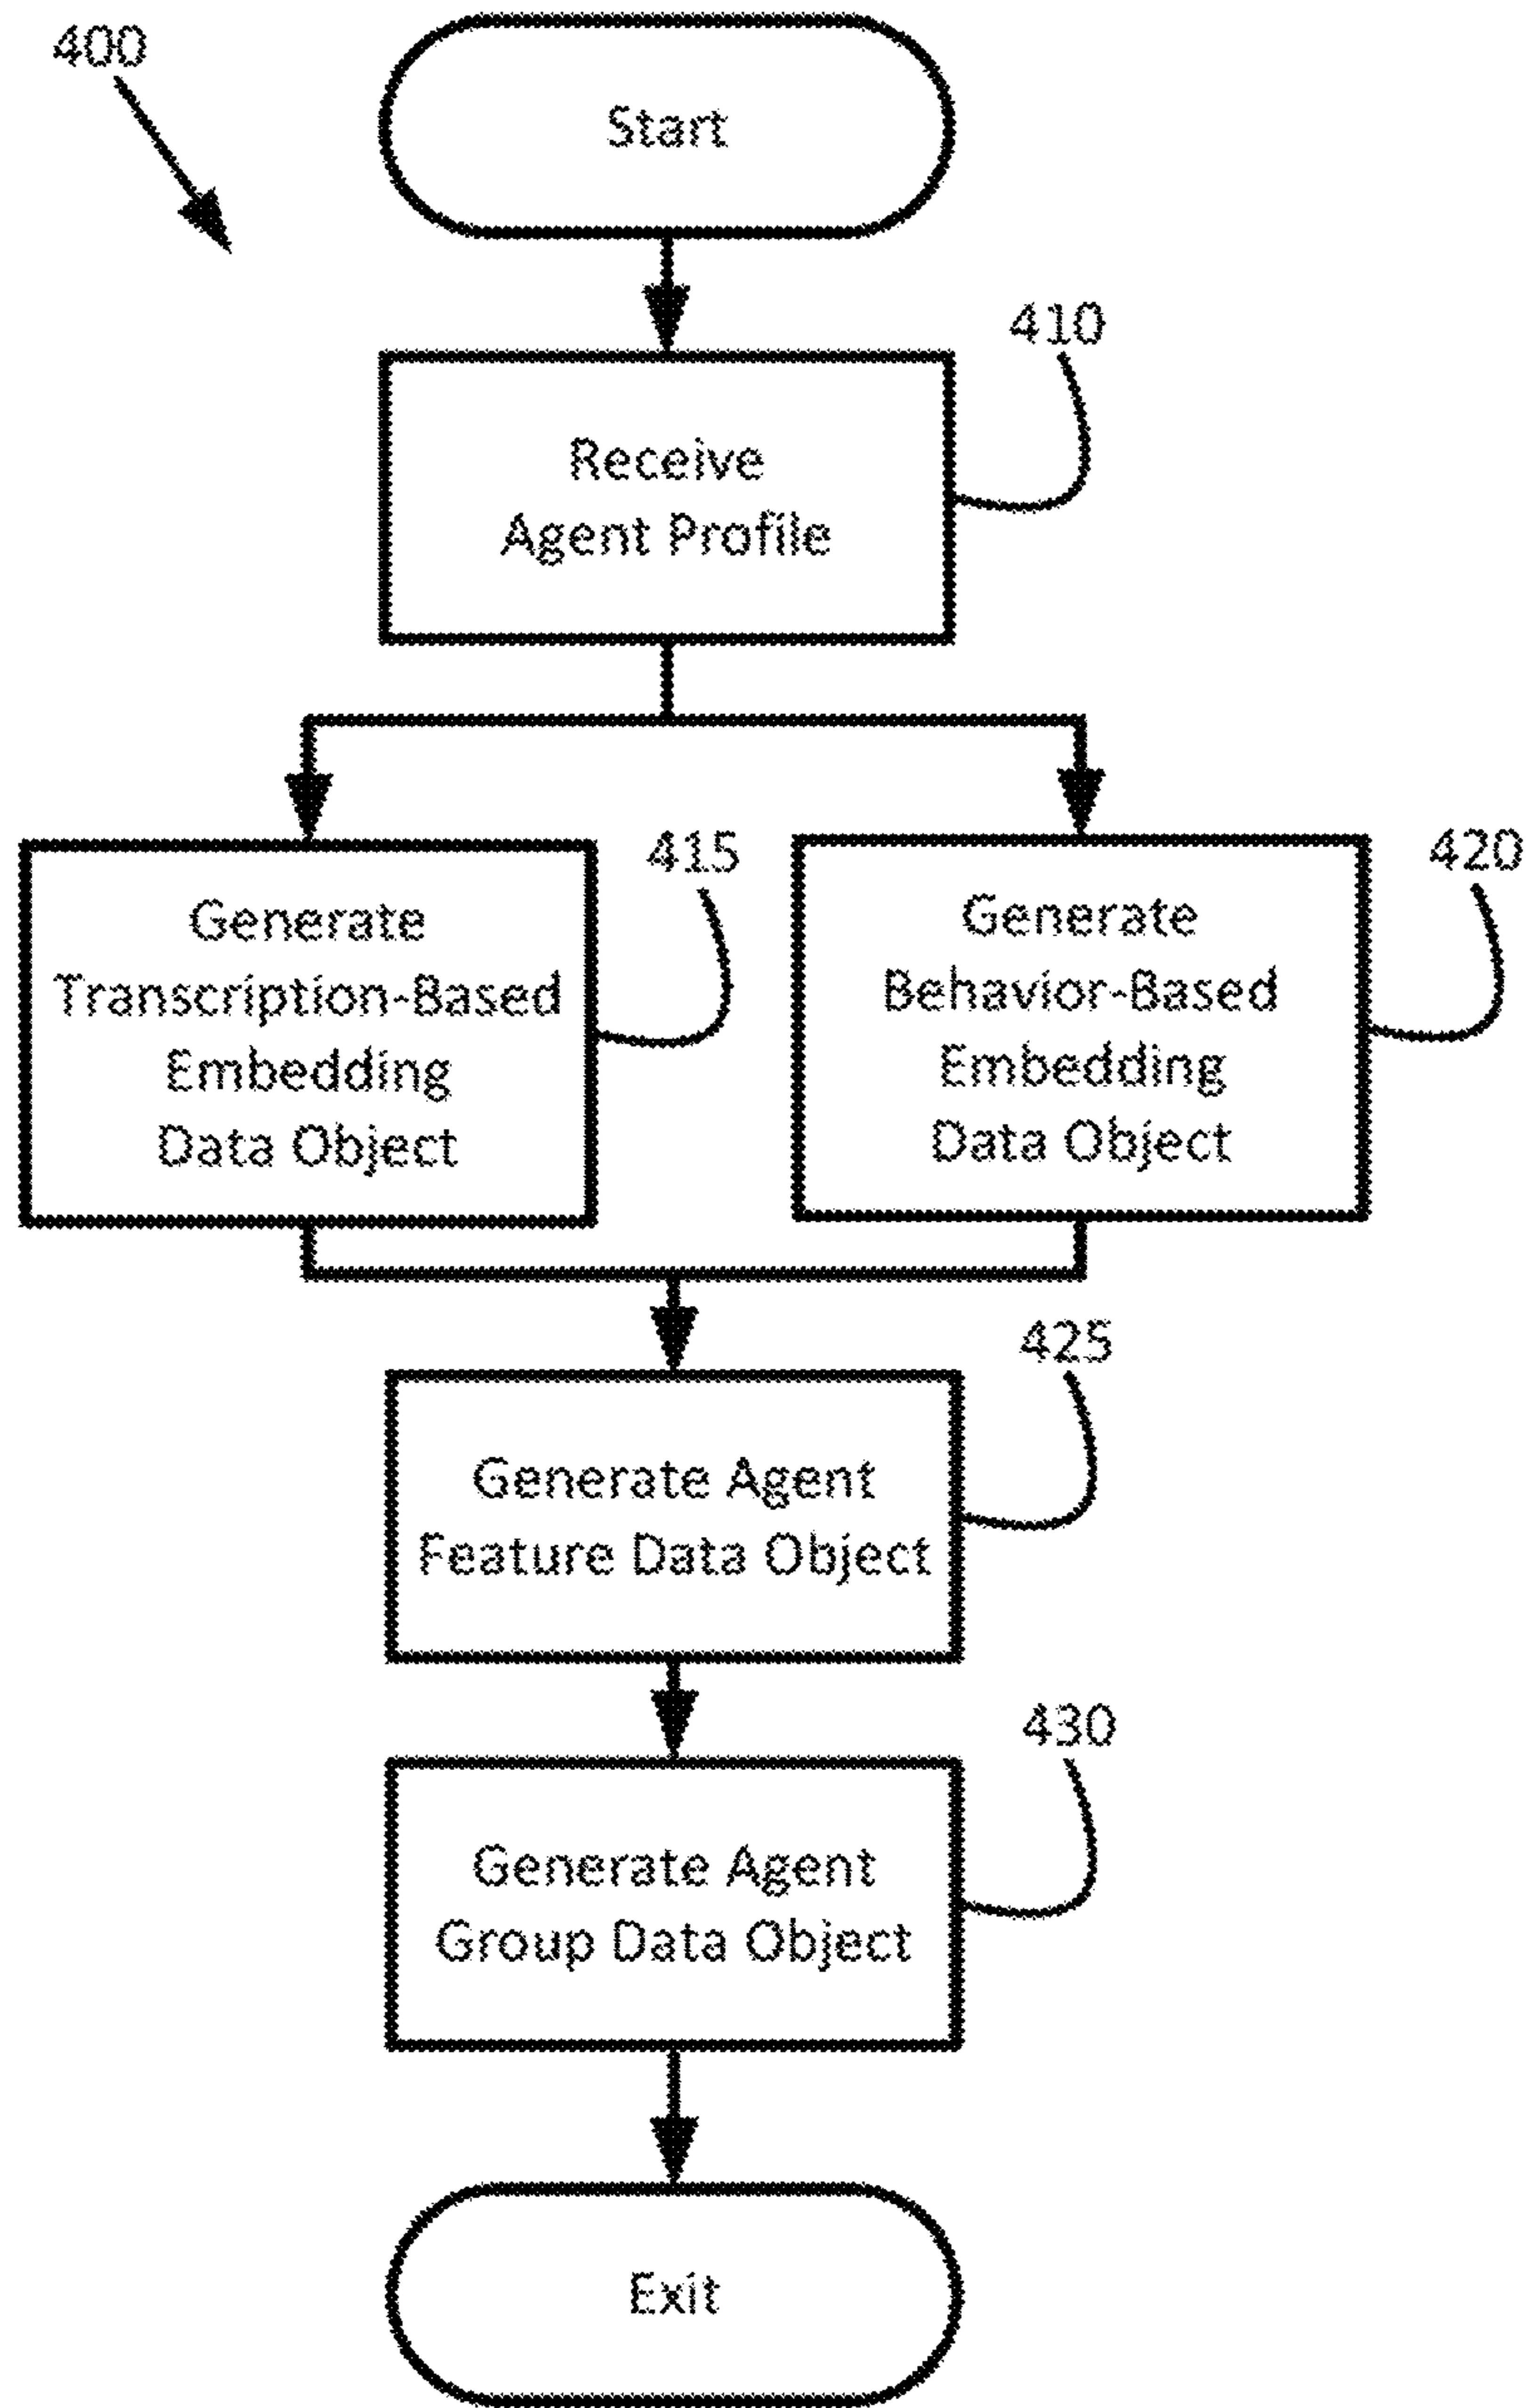 400
Start
410
Receive
Agent Profile
415
Generate
Transcription-Based
Embedding
Data Object
420
Generate
Behavior-Based
Embedding
Data Object
425
Generate Agent
Feature Data Object
430
Generate Agent
Group Data Object
Exit